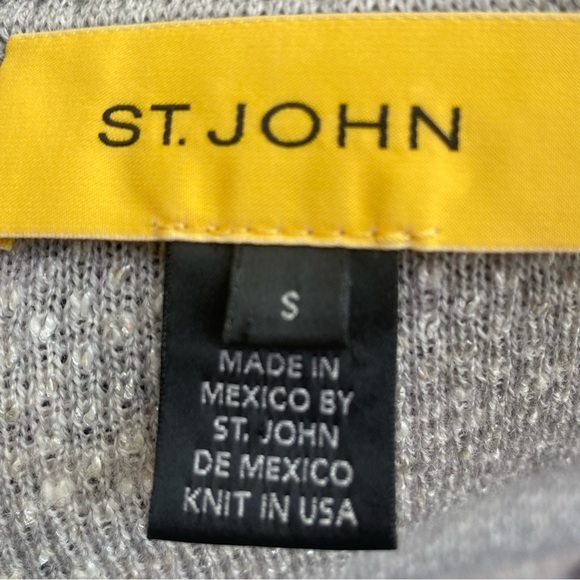 ST. JOHN
S
MADE IN
MEXICO BY
ST. JOHN
DE MEXICO
KNIT IN USA